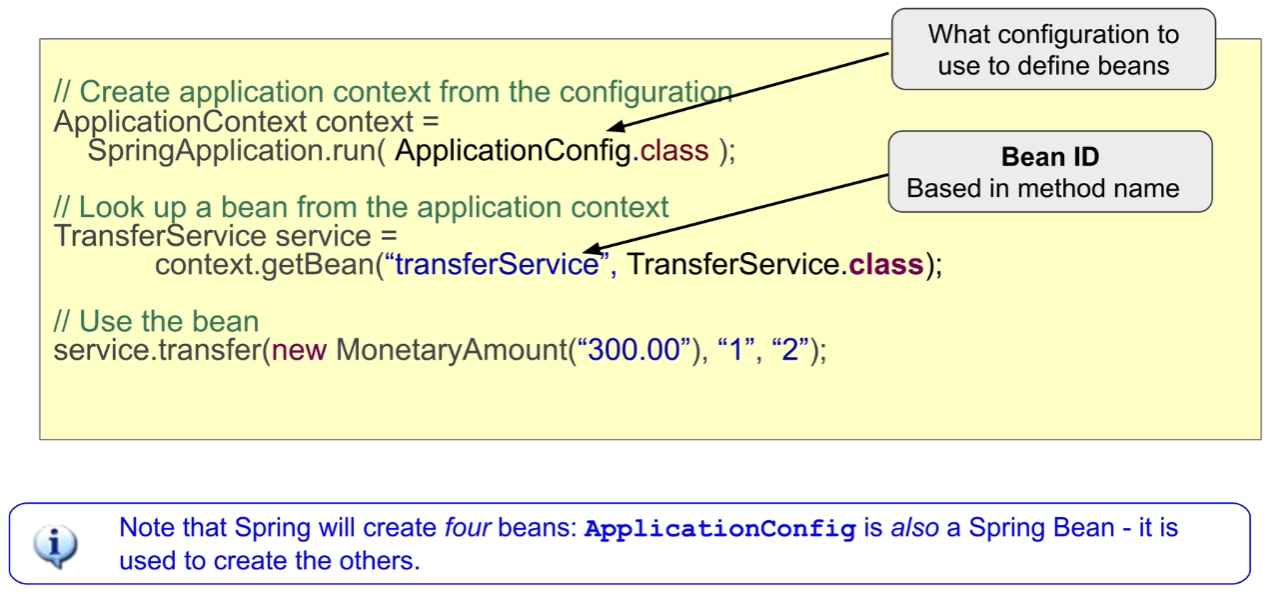 What configuration to
use to define beans
// Create application context from the configuration
ApplicationContext context =
SpringApplication.run( ApplicationConfig.class );
Bean ID
Based in method name
// Look up a bean from the application context
TransferService service =
context.getBean(“transferService”, TransferService.class);
// Use the bean
service.transfer(new MonetaryAmount(“300.00”), “1”, “2”);
Note that Spring will create four beans: ApplicationConfig is also a Spring Bean - it is
used to create the others.